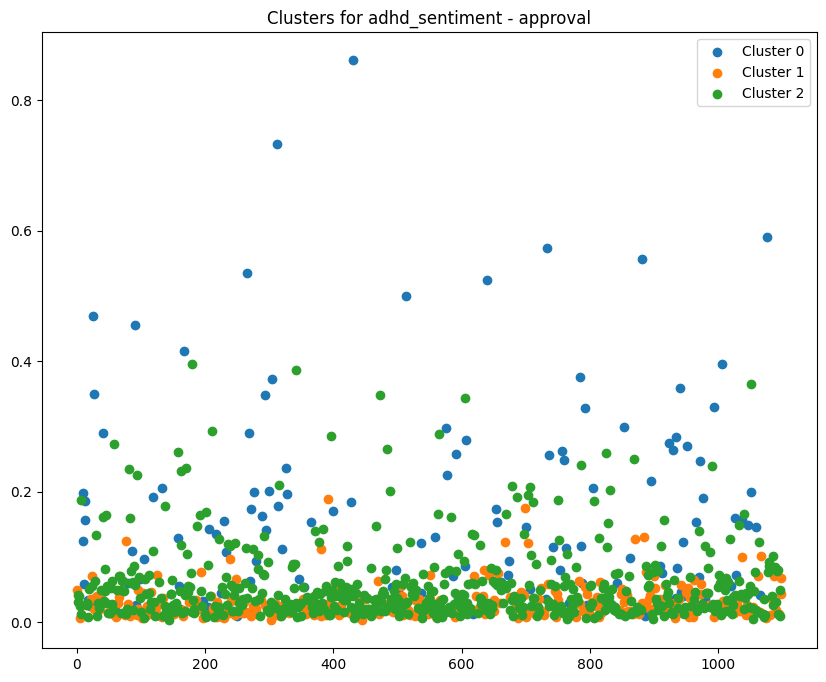 Clusters for adhd_sentiment - approval
Cluster 0
Cluster 1
Cluster 2
0.8
0.6
0.4
0.2
0.0
0 200 400 600 800 1000